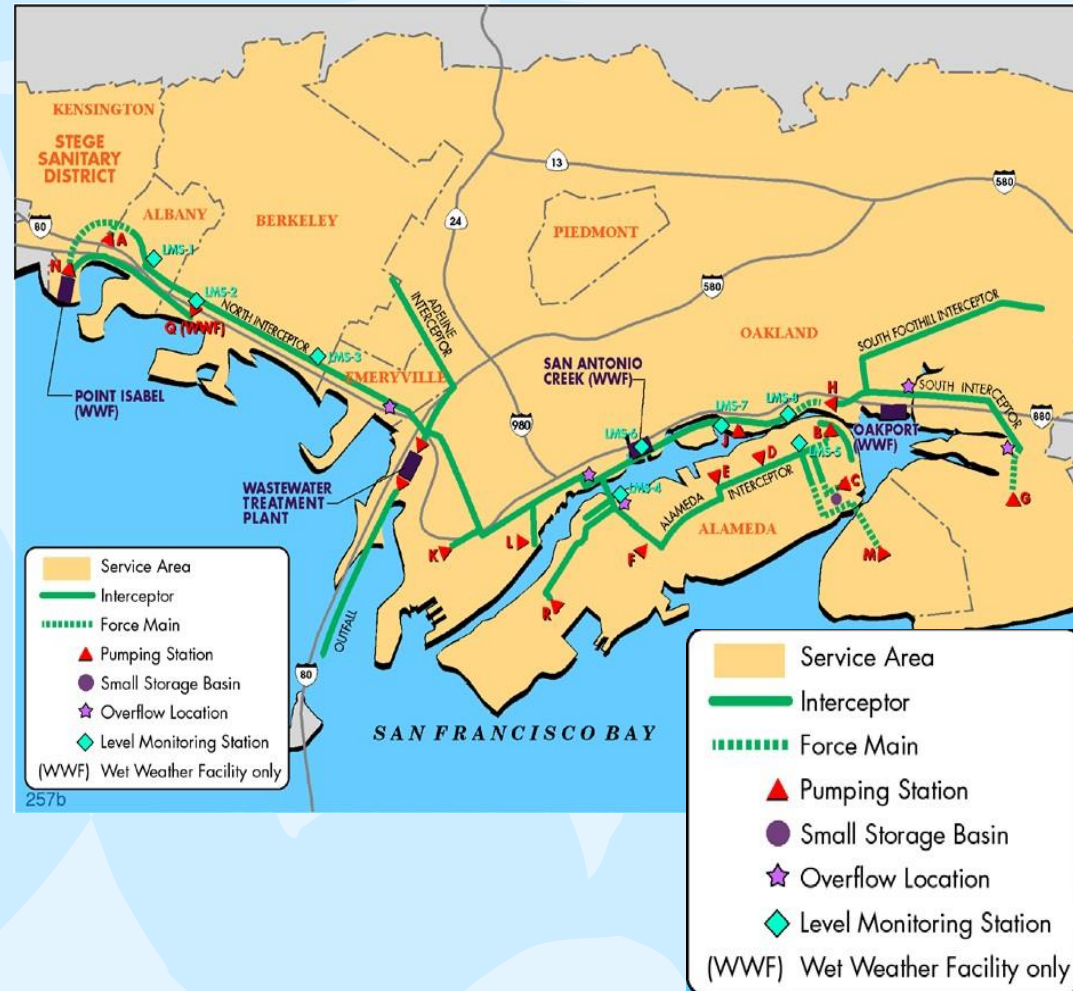 KENSINGTON
STEGE
SANITARY
DISTRICT
ALBANY
BERKELEY
80
A
N
LMS-1
LMS-2
Q (WWF)
NORTH INTERCEPTOR
LMS-3
POINT ISABEL
(WWF)
EMERYVILLE
ADELINE
INTERCEPTOR
WASTEWATER
TREATMENT
PLANT
13
24
580
580
PIEDMONT
OAKLAND
980
SAN ANTONIO
CREEK (WWF)
LMS-6
LMS-7
LMS-8
J
H
SOUTH FOOTHILL INTERCEPTOR
SOUTH INTERCEPTOR
880
OAKPORT
(WWF)
B
LMS-5
C
D
E
LMS-4
ALAMEDA
INTERCEPTOR
ALAMEDA
F
G
M
K
L
R
OUTFALL
80
SAN FRANCISCO BAY
Service Area
Interceptor
Force Main
Pumping Station
Small Storage Basin
Overflow Location
Level Monitoring Station
(WWF) Wet Weather Facility only
257b
Service Area
Interceptor
Force Main
Pumping Station
Small Storage Basin
Overflow Location
Level Monitoring Station
(WWF) Wet Weather Facility only